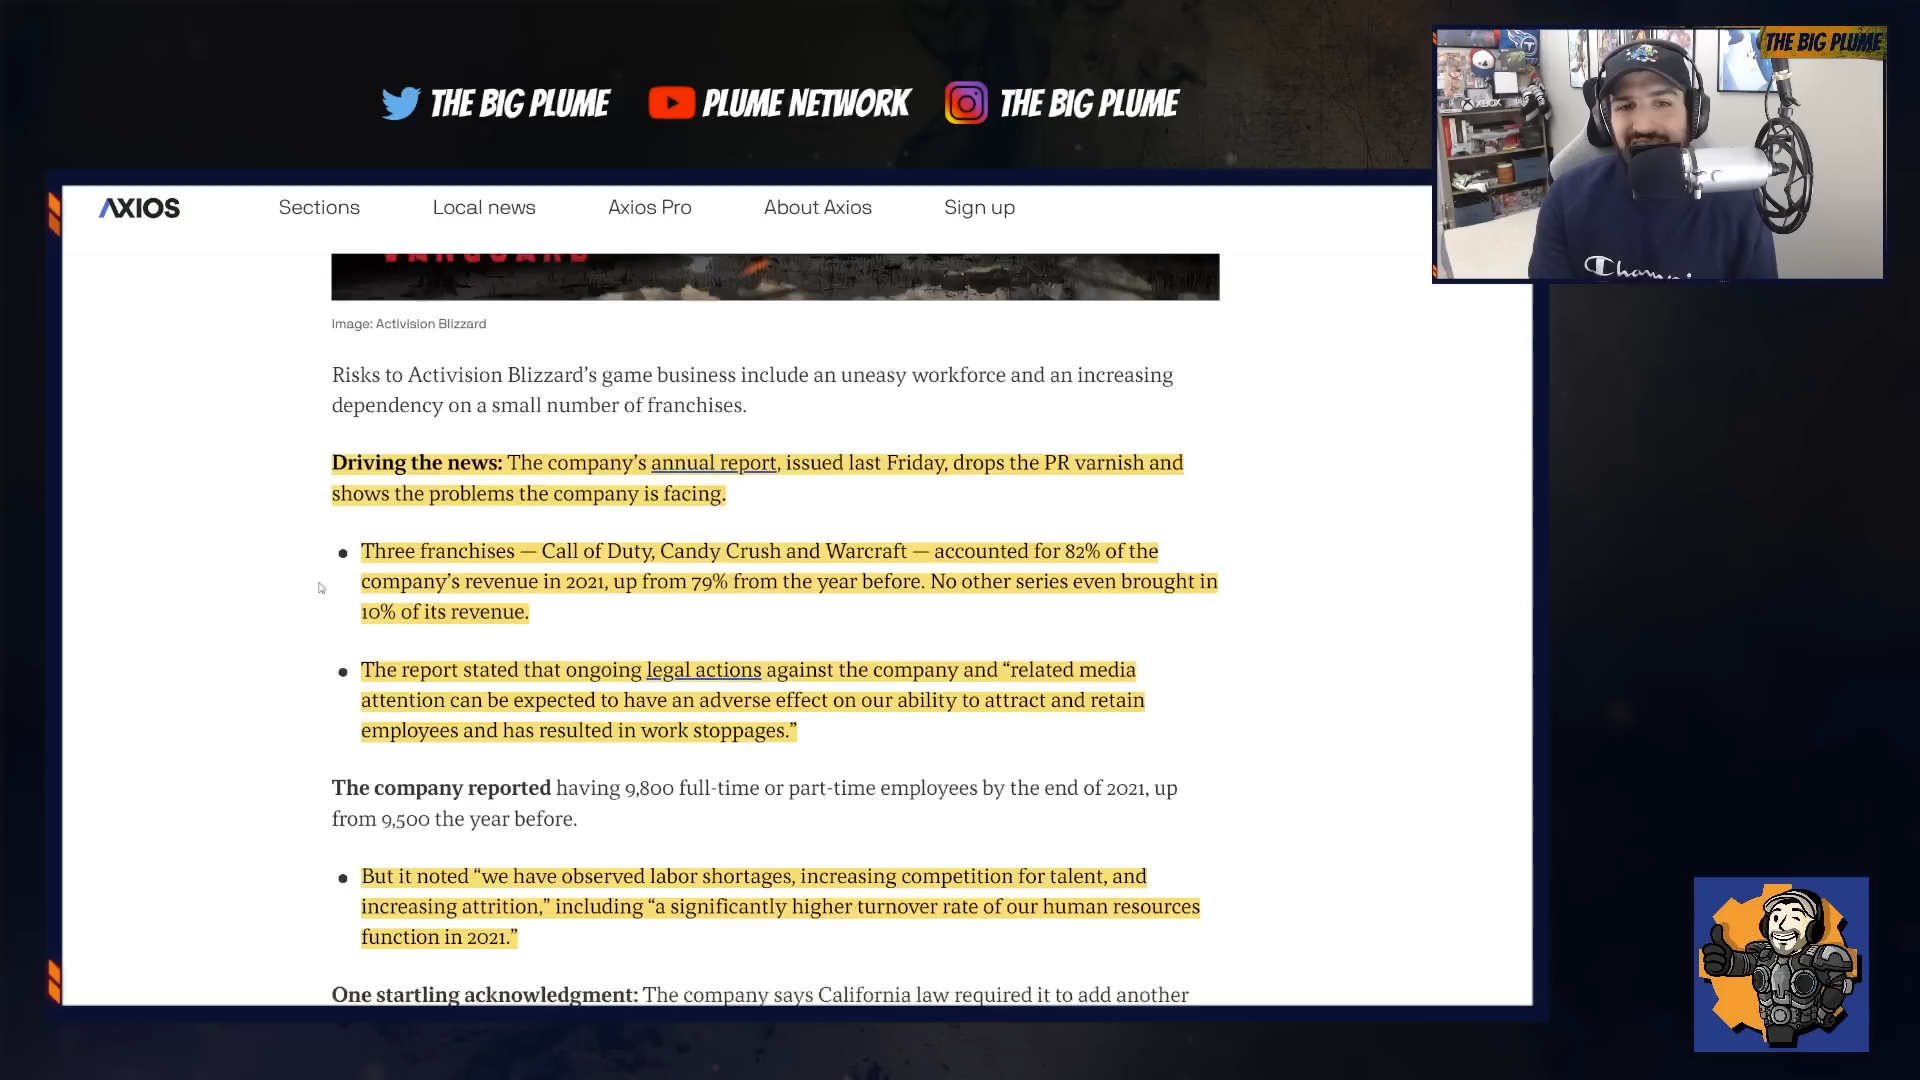 THE BIG PLUME
PLUME NETWORK
THE BIG PLUME
THE BIG PLUME
XBOX
Champi
AXIOS
Sections
Local news
Axios Pro
About Axios
Sign up
VANGUARD
Image: Activision Blizzard
Risks to Activision Blizzard’s game business include an uneasy workforce and an increasing
dependency on a small number of franchises.
Driving the news: The company’s annual report, issued last Friday, drops the PR varnish and
shows the problems the company is facing.
Three franchises — Call of Duty, Candy Crush and Warcraft — accounted for 82% of the
company’s revenue in 2021, up from 79% from the year before. No other series even brought in
10% of its revenue.
The report stated that ongoing legal actions against the company and “related media
attention can be expected to have an adverse effect on our ability to attract and retain
employees and has resulted in work stoppages.”
The company reported having 9,800 full-time or part-time employees by the end of 2021, up
from 9,500 the year before.
But it noted “we have observed labor shortages, increasing competition for talent, and
increasing attrition,” including “a significantly higher turnover rate of our human resources
function in 2021.”
One startling acknowledgment: The company says California law required it to add another